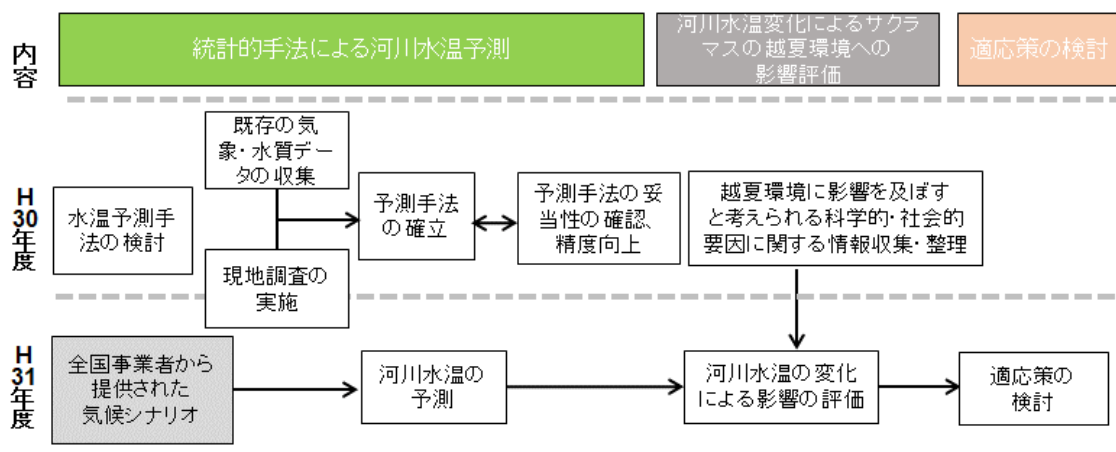 内容
統計的手法による河川水温予測
河川水温変化によるサクラ
マスの越夏環境への
影響評価
適応策の検討
H30年度
水温予測手
法の検討
既存の気
象・水質デー
タの収集
現地調査の
実施
予測手法
の確立
予測手法の妥
当性の確認、
精度向上
越夏環境に影響を及ぼす
と考えられる科学的・社会的
要因に関する情報収集・整理
H31年度
全国事業者から
提供された
気候シナリオ
河川水温の
予測
河川水温の変化
による影響の評価
適応策の
検討